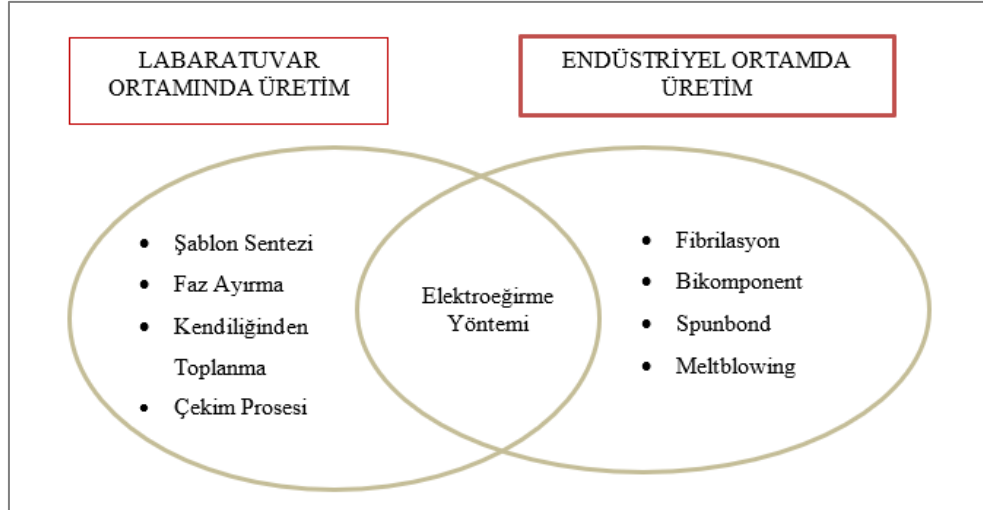 LABARATUVAR
ORTAMINDA ÜRETİM
ENDÜSTRİYEL ORTAMDA
ÜRETİM
• Şablon Sentezi
• Faz Ayırma
• Kendiliğinden
Toplanma
• Çekim Prosesi
Elektroeğirme
Yöntemi
• Fibrilasyon
• Bikomponent
• Spunbond
• Meltblowing